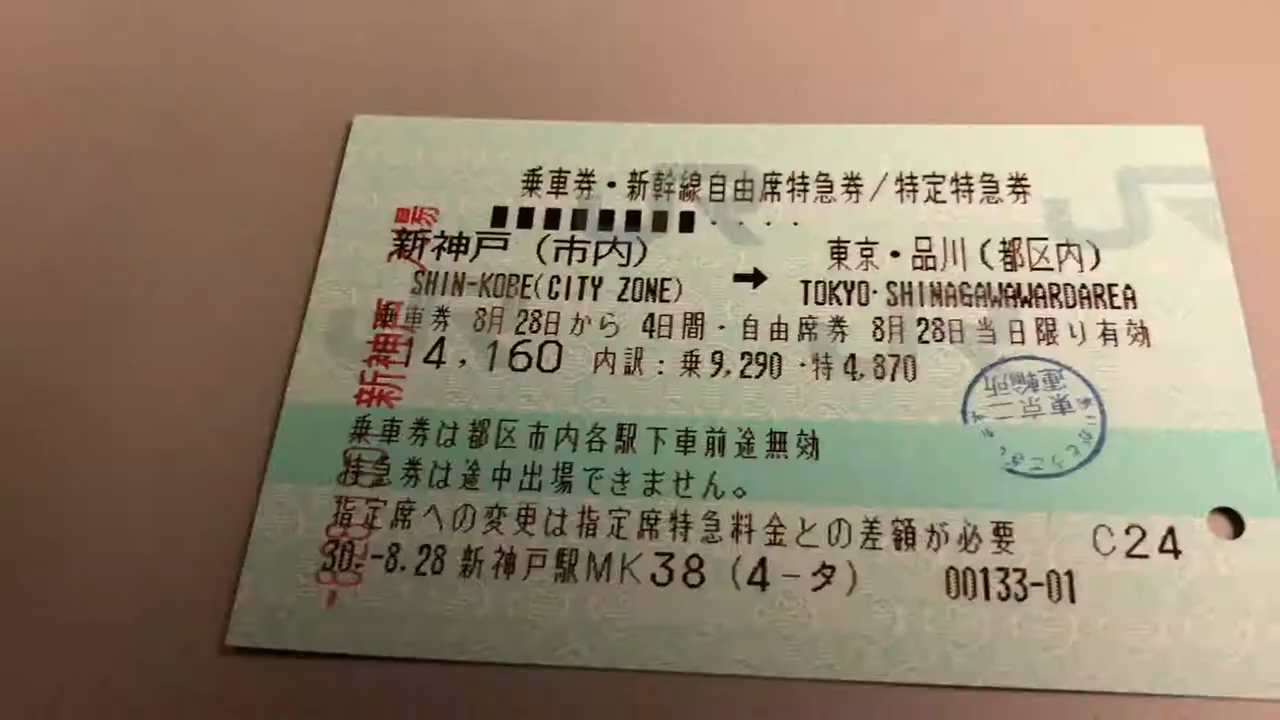 乗車券・新幹線自由席特急券/特定特急券
新神戸(市内) ➡ 東京・品川(都区内)
SHIN-KOBE(CITY ZONE) TOKYO・SHINAGAWAWARDAREA
乗車券 8月28日から 4日間・自由席券 8月28日当日限り有効
14,160 内訳:乗9,290・特4,870
乗車券は都区市内各駅下車前途無効
特急券は途中出場できません。
指定席への変更は指定席特急料金との差額が必要 C24
30.-8.28 新神戸駅MK38 (4-タ) 00133-01
新神戸
東京二
運輸所